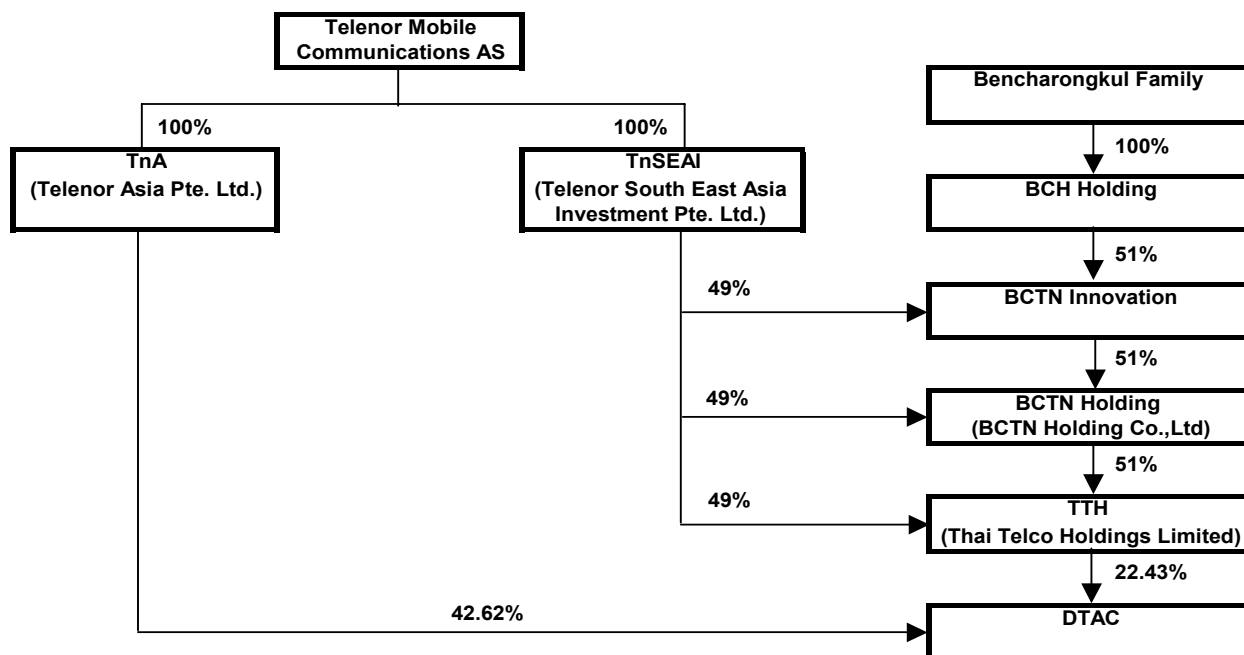 Telenor Mobile
Communications AS
Bencharongkul Family
100%
100%
100%
TnA
(Telenor Asia Pte. Ltd.)
TnSEAI
(Telenor South East Asia
Investment Pte. Ltd.)
BCH Holding
51%
49%
BCTN Innovation
51%
49%
BCTN Holding
(BCTN Holding Co.,Ltd)
51%
49%
TTH
(Thai Telco Holdings Limited)
22.43%
42.62%
DTAC